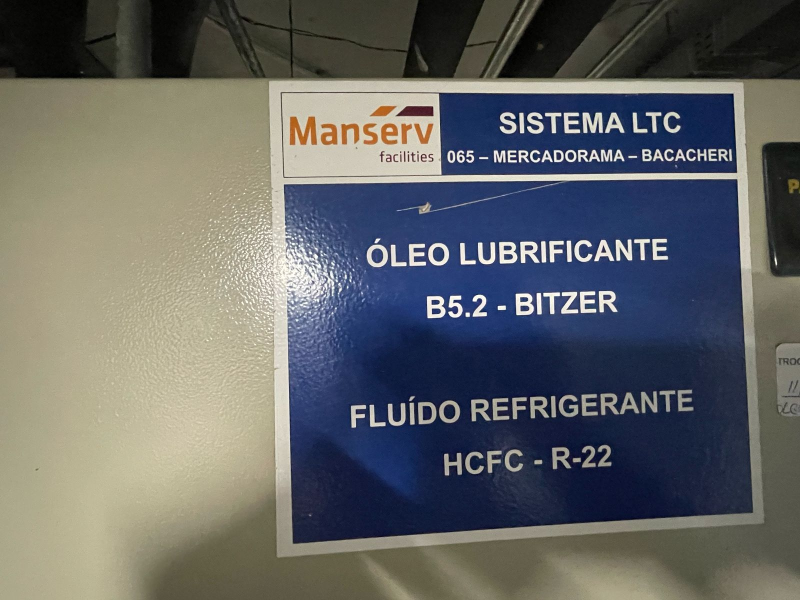 Manserv
facilities
SISTEMA LTC
065 – MERCADORAMA – BACACHERI
ÓLEO LUBRIFICANTE
B5.2 - BITZER
FLUÍDO REFRIGERANTE
HCFC - R-22